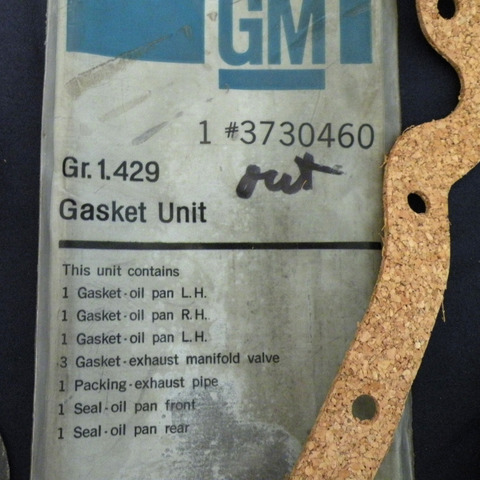 GM
1 #3730460
Gr. 1.429
out
Gasket Unit
This unit contains
1 Gasket-oil pan L.H.
1 Gasket-oil pan R.H.
1 Gasket-oil pan L.H.
3 Gasket-exhaust manifold valve
1 Packing-exhaust pipe
1 Seal-oil pan front
1 Seal-oil pan rear